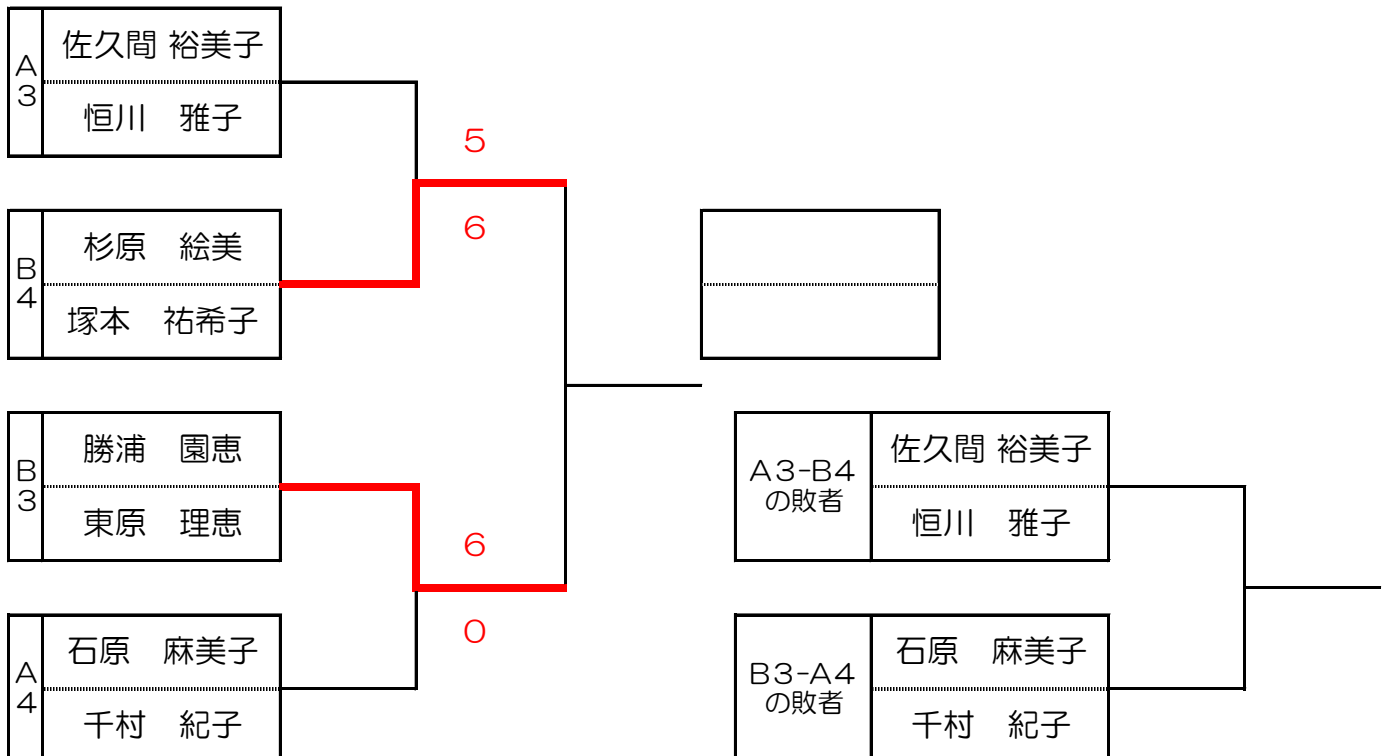 A3
佐久間 裕美子
恒川　雅子
5
6
B4
杉原　絵美
塚本　祐希子
B3
勝浦　園恵
東原　理恵
6
0
A4
石原　麻美子
千村　紀子
A3-B4
の敗者
佐久間 裕美子
恒川　雅子
B3-A4
の敗者
石原　麻美子
千村　紀子